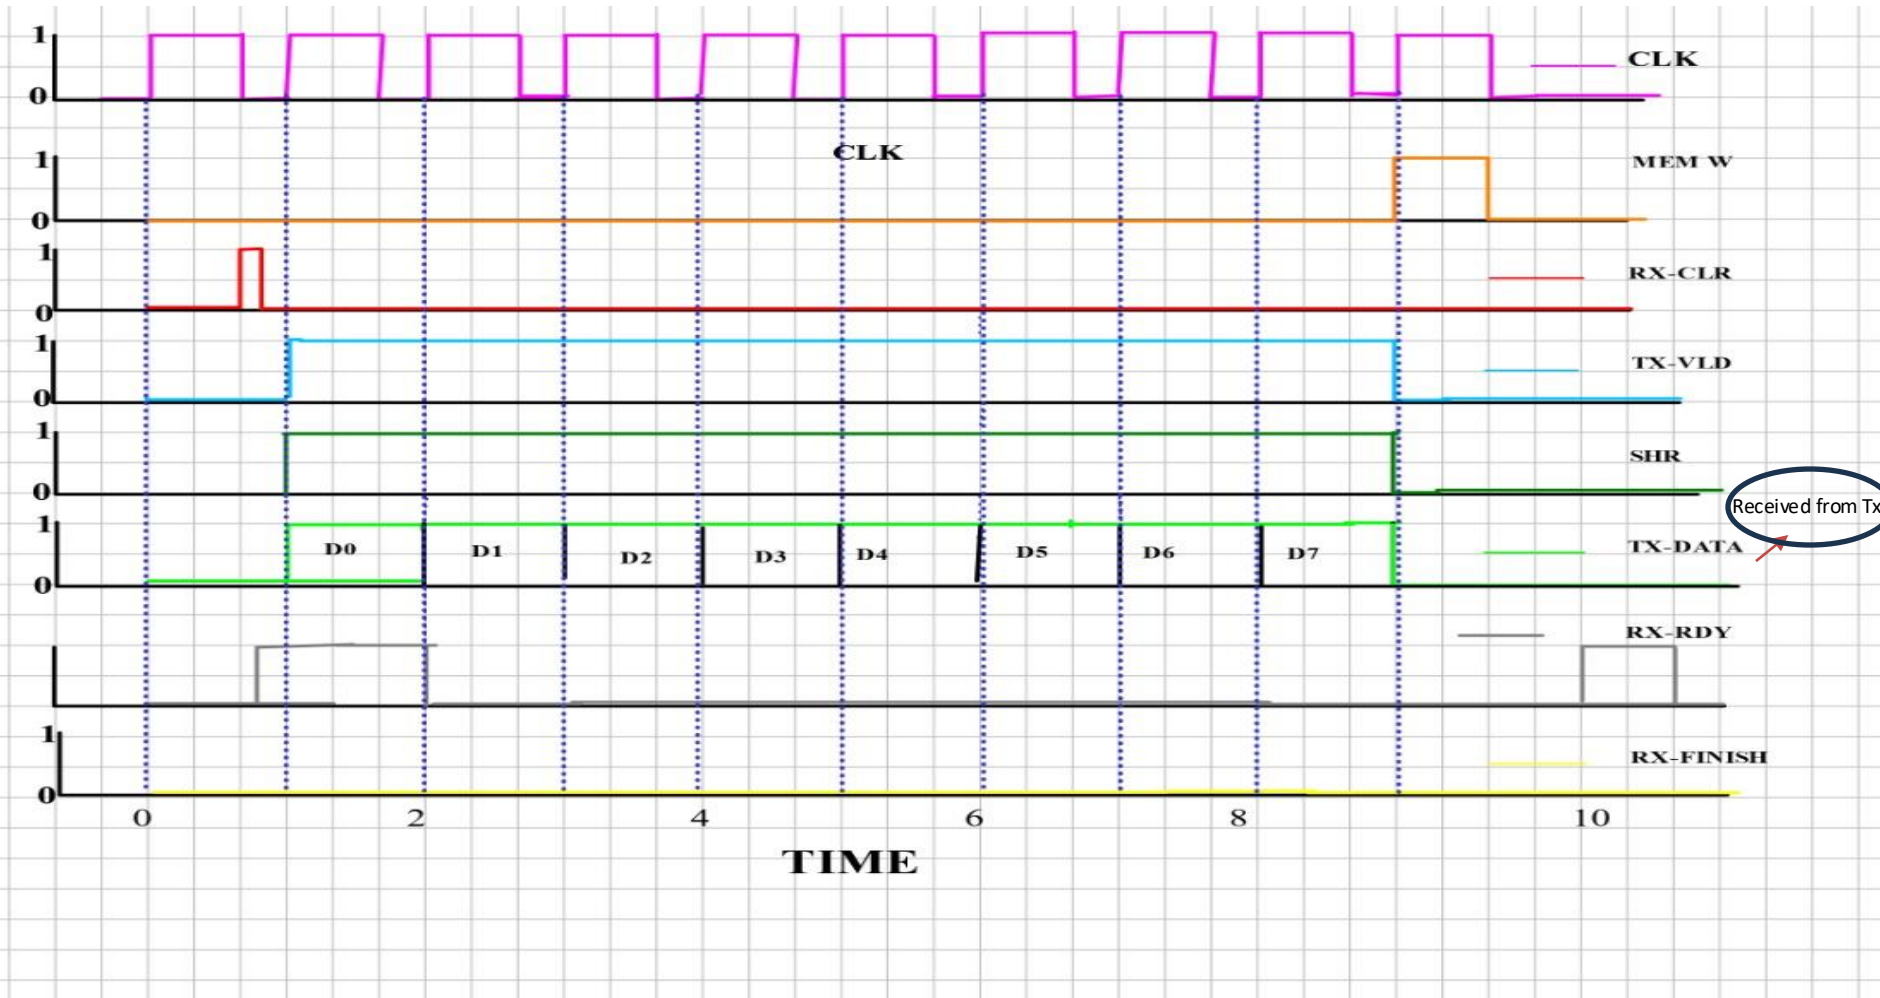 1
CLK
0
CLK
1
MEM W
0
1
RX-CLR
0
1
TX-VLD
0
1
SHR
0
Received from Tx
1
D0 D1 D2 D3 D4 D5 D6 D7
TX-DATA
0
RX-RDY
1
RX-FINISH
0
0 2 4 6 8 10
TIME